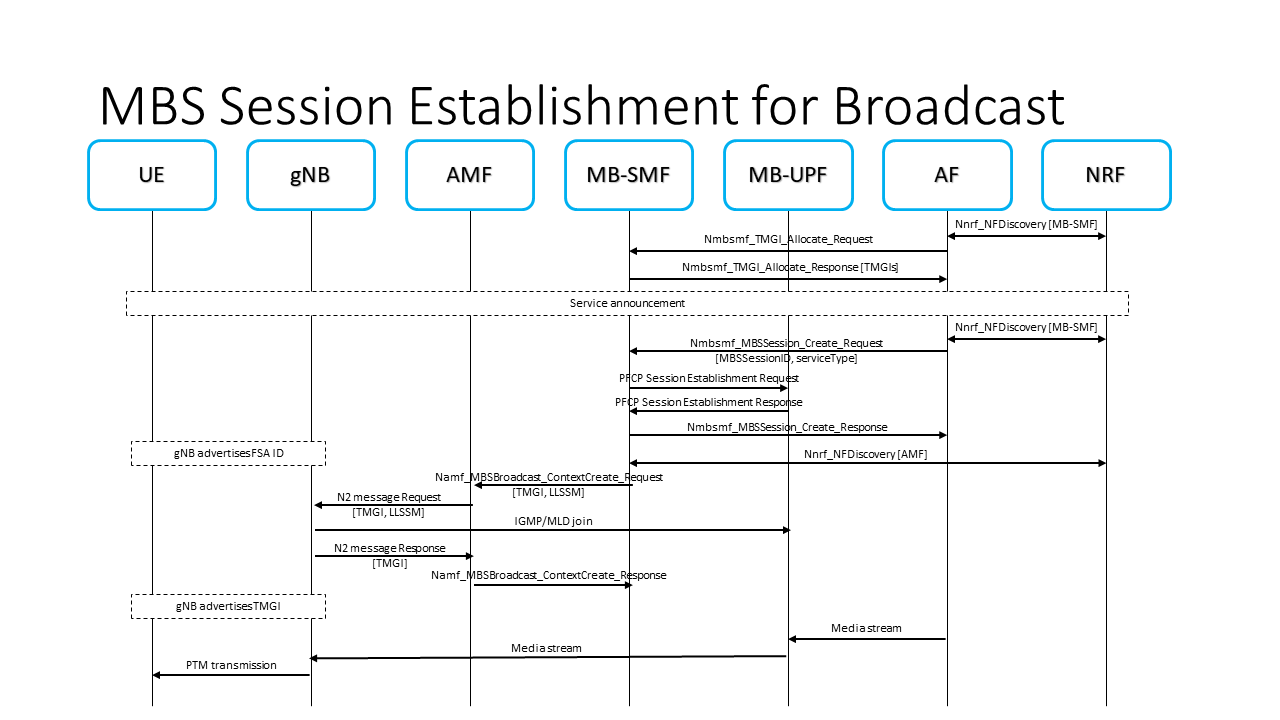 MBS Session Establishment for Broadcast
UE
gNB
AMF
MB-SMF
MB-UPF
AF
NRF
Nnrf_NFDiscovery [MB-SMF]
Nmbsmf_TMGI_Allocate_Request
Nmbsmf_TMGI_Allocate_Response [TMGIs]
Service announcement
Nnrf_NFDiscovery [MB-SMF]
Nmbsmf_MBSSession_Create_Request
[MBSSessionID, serviceType]
PFCP Session Establishment Request
PFCP Session Establishment Response
Nmbsmf_MBSSession_Create_Response
gNB advertises FSA ID
Nnrf_NFDiscovery [AMF]
Namf_MBSBroadcast_ContextCreate_Request
[TMGI, LLSSM]
N2 message Request
[TMGI, LLSSM]
IGMP/MLD join
N2 message Response
[TMGI]
Namf_MBSBroadcast_ContextCreate_Response
gNB advertises TMGI
Media stream
Media stream
PTM transmission